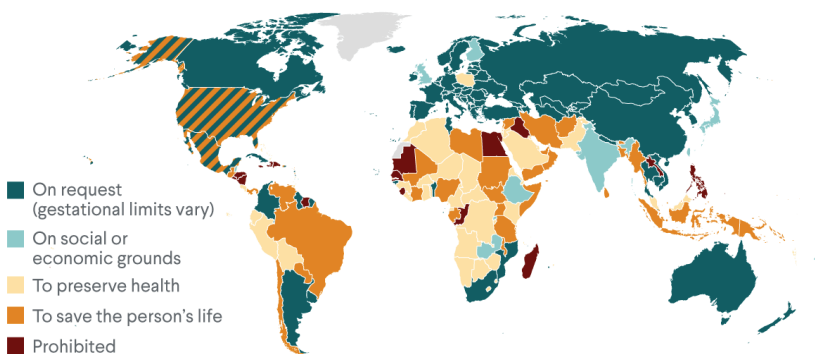 On request
(gestational limits vary)
On social or
economic grounds
To preserve health
To save the person’s life
Prohibited